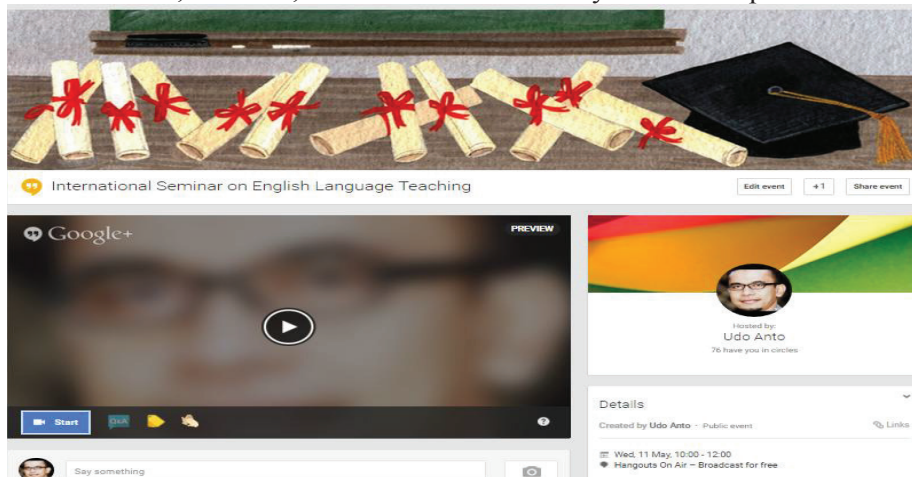 International Seminar on English Language Teaching
Edit event
+1
Share event
Google+
PREVIEW
Hosted by:
Udo Anto
76 have you in circles
Start
Q&A
Details
Created by Udo Anto · Public event
Links
Wed, 11 May, 10:00 - 12:00
Hangouts On Air – Broadcast for free
Say something